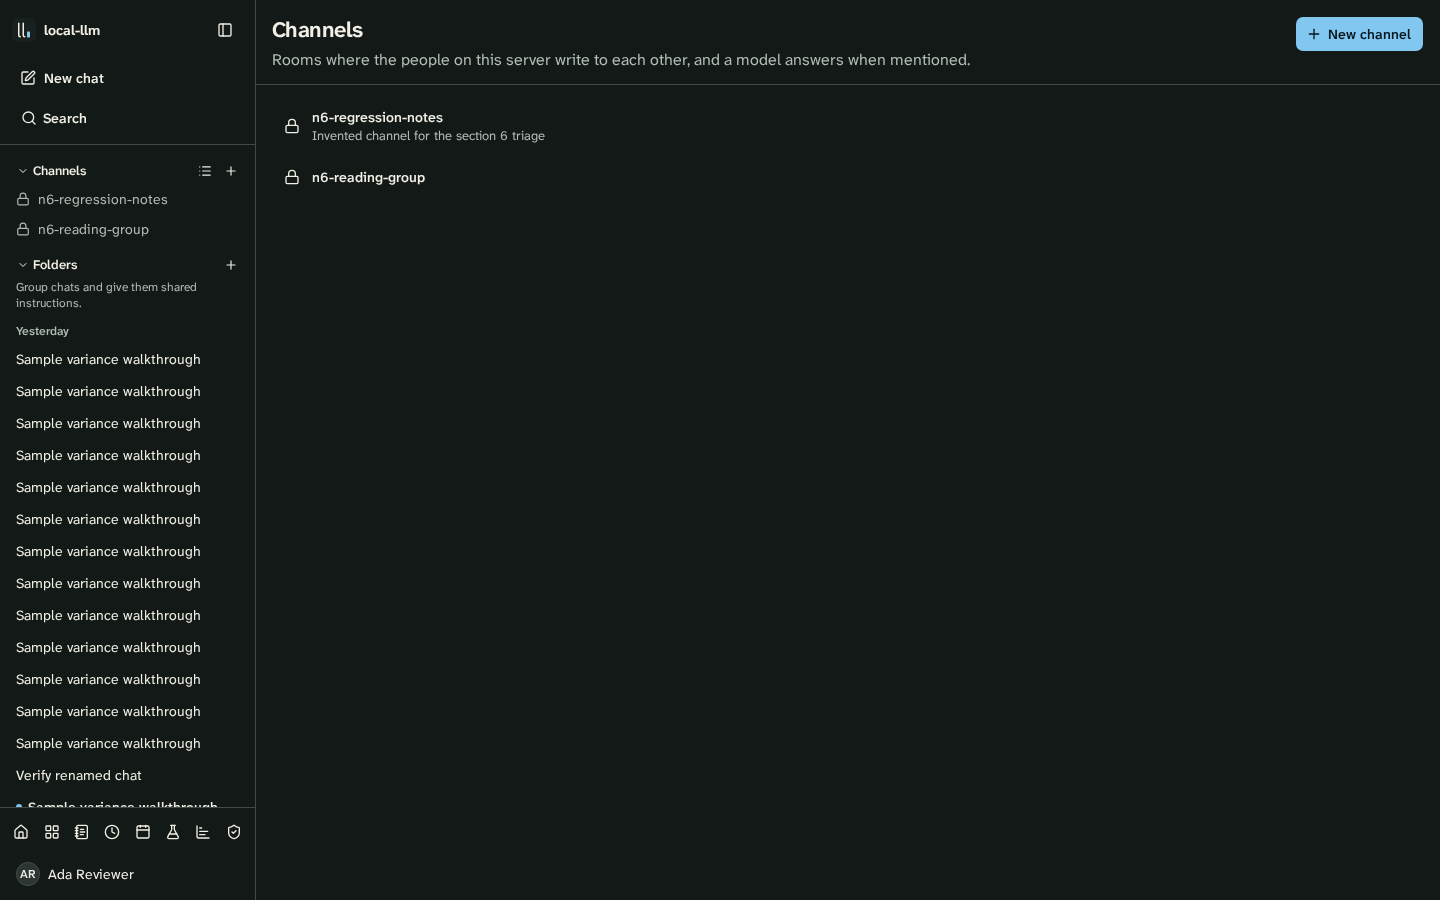 local-llm
New chat
Search
Channels
n6-regression-notes
n6-reading-group
Folders
Group chats and give them shared
instructions.
Yesterday
Sample variance walkthrough
Sample variance walkthrough
Sample variance walkthrough
Sample variance walkthrough
Sample variance walkthrough
Sample variance walkthrough
Sample variance walkthrough
Sample variance walkthrough
Sample variance walkthrough
Sample variance walkthrough
Sample variance walkthrough
Sample variance walkthrough
Sample variance walkthrough
Verify renamed chat
Sample variance walkthrough
AR Ada Reviewer
Channels
Rooms where the people on this server write to each other, and a model answers when mentioned.
New channel
n6-regression-notes
Invented channel for the section 6 triage
n6-reading-group